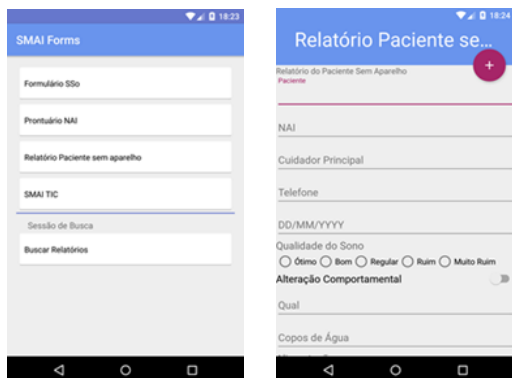 18:23
SMAI Forms
Formulário SSo
Prontuário NAI
Relatório Paciente sem aparelho
SMAI TIC
Sessão de Busca
Buscar Relatórios
18:24
Relatório Paciente se...
+
Relatório do Paciente Sem Aparelho
Paciente
NAI
Cuidador Principal
Telefone
DD/MM/YYYY
Qualidade do Sono
Ótimo Bom Regular Ruim Muito Ruim
Alteração Comportamental
Qual
Copos de Água